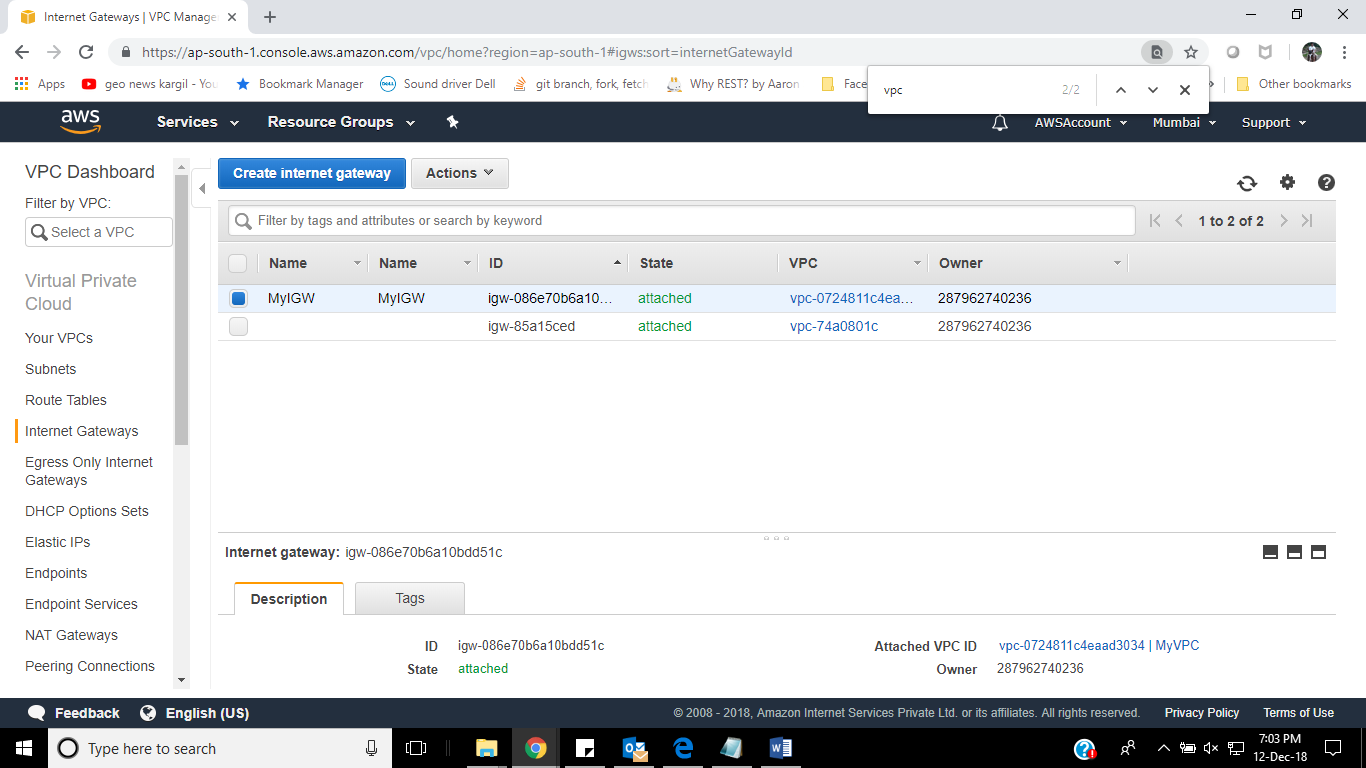 Internet Gateways | VPC Manage
https://ap-south-1.console.aws.amazon.com/vpc/home?region=ap-south-1#igws:sort=internetGatewayId
Apps geo news kargil - You Bookmark Manager Sound driver Dell git branch, fork, fetch Why REST? by Aaron Face Other bookmarks
vpc 2/2
aws Services Resource Groups AWSAccount Mumbai Support
VPC Dashboard
Filter by VPC:
Select a VPC
Virtual Private
Cloud
Your VPCs
Subnets
Route Tables
Internet Gateways
Egress Only Internet
Gateways
DHCP Options Sets
Elastic IPs
Endpoints
Endpoint Services
NAT Gateways
Peering Connections
Create internet gateway Actions
Filter by tags and attributes or search by keyword 1 to 2 of 2
Name Name ID State VPC Owner
MyIGW MyIGW igw-086e70b6a10... attached vpc-0724811c4ea... 287962740236
igw-85a15ced attached vpc-74a0801c 287962740236
Internet gateway: igw-086e70b6a10bdd51c
Description Tags
ID igw-086e70b6a10bdd51c Attached VPC ID vpc-0724811c4eaad3034 | MyVPC
State attached Owner 287962740236
Feedback English (US) © 2008 - 2018, Amazon Internet Services Private Ltd. or its affiliates. All rights reserved. Privacy Policy Terms of Use
Type here to search 7:03 PM
12-Dec-18